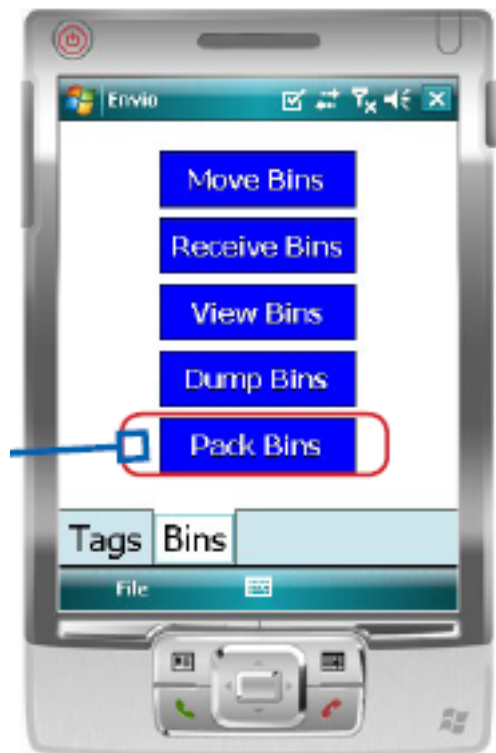 Envio
Move Bins
Receive Bins
View Bins
Dump Bins
Pack Bins
Tags Bins
File